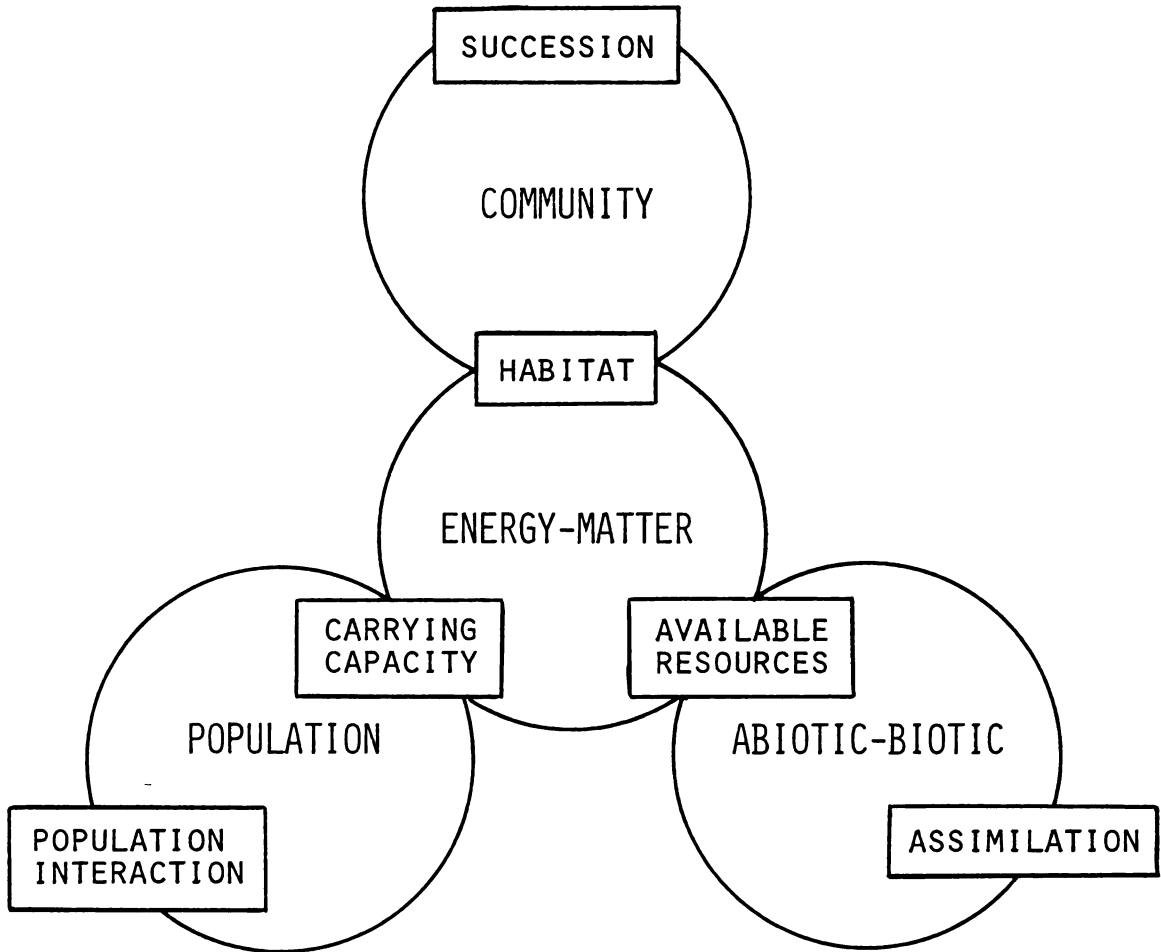 SUCCESSION
COMMUNITY
HABITAT
ENERGY-MATTER
CARRYING
CAPACITY
AVAILABLE
RESOURCES
POPULATION
ABIOTIC-BIOTIC
POPULATION
INTERACTION
ASSIMILATION